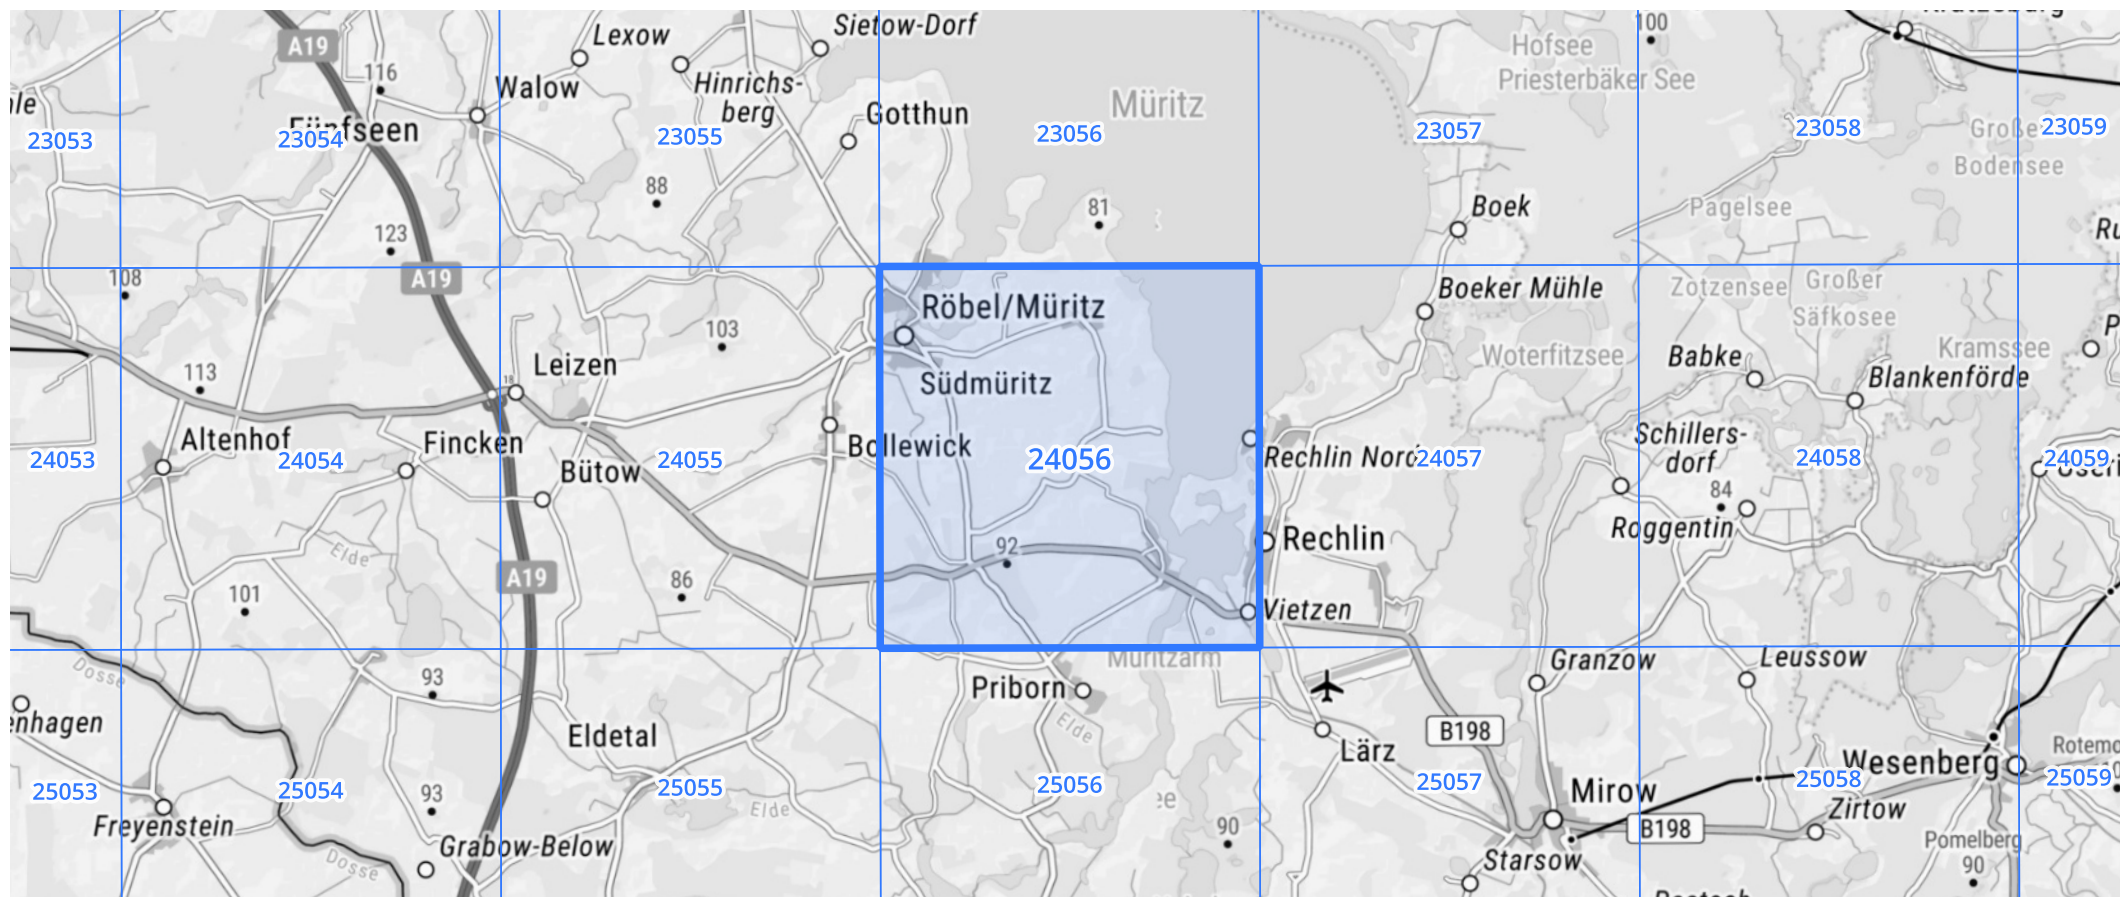 A19
Lexow
Sietow-Dorf
Hofsee
100
Priesterbäker See
116
Walow
Hinrichs-
berg
Gotthun
Müritz
23053
23054
Fünfseen
23055
23056
23057
23058
Große
Bodensee
23059
88
81
Boek
Pagelsee
123
A19
108
Röbel/Müritz
Boeker Mühle
Zotzensee
Großer
Säfkosee
103
Leizen
18
113
Südmüritz
Woterfitzsee
Babke
Kramssee
Blankenförde
Altenhof
Fincken
Bollewick
Schillers-
dorf
24053
24054
Bütow
24055
24056
Rechlin Nord
24057
24058
24059
84
Roggentin
Elde
92
Rechlin
A19
101
86
Vietzen
Dosse
93
Müritzarm
Priborn
Granzow
Leussow
enhagen
Elde
Eldetal
B198
Lärz
Wesenberg
25053
25054
25055
25056
25057
25058
25059
93
Elde
Mirow
Zirtow
Freyenstein
Grabow-Below
90
B198
Dosse
Starsow
Pomelberg
90